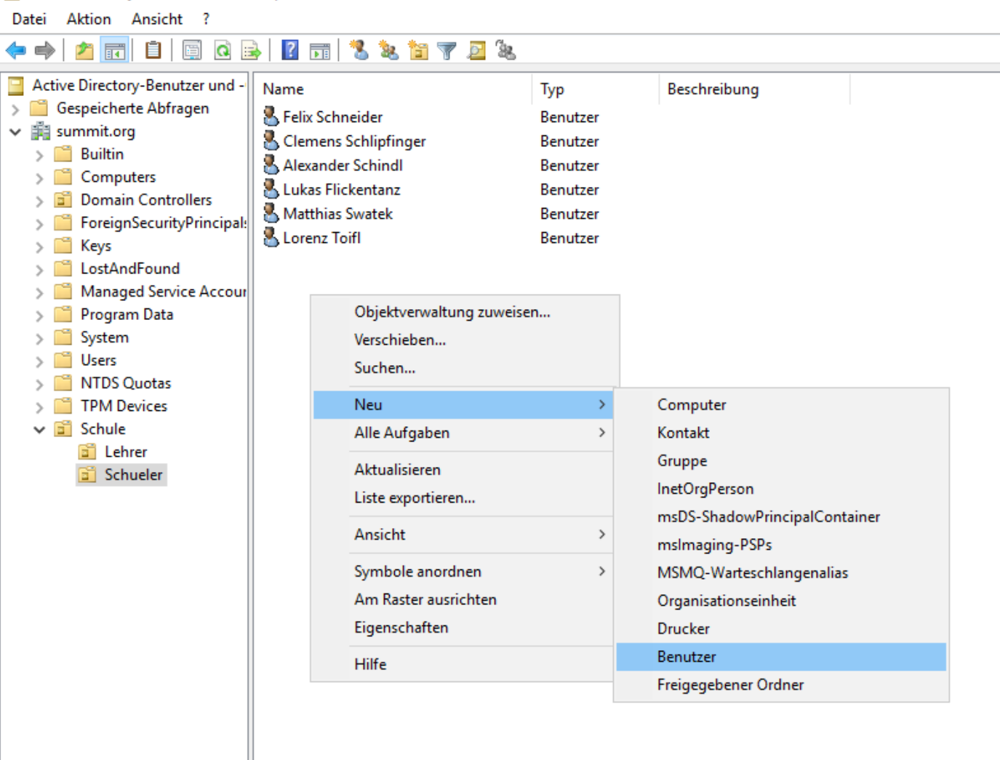 Datei Aktion Ansicht ?
Active Directory-Benutzer und -
Gespeicherte Abfragen
summit.org
Builtin
Computers
Domain Controllers
ForeignSecurityPrincipals
Keys
LostAndFound
Managed Service Accour
Program Data
System
Users
NTDS Quotas
TPM Devices
Schule
Lehrer
Schueler
Name Typ Beschreibung
Felix Schneider Benutzer
Clemens Schlipfinger Benutzer
Alexander Schindl Benutzer
Lukas Flickentanz Benutzer
Matthias Swatek Benutzer
Lorenz Toifl Benutzer
Objektverwaltung zuweisen...
Verschieben...
Suchen...
Neu
Alle Aufgaben
Aktualisieren
Liste exportieren...
Ansicht
Symbole anordnen
Am Raster ausrichten
Eigenschaften
Hilfe
Computer
Kontakt
Gruppe
InetOrgPerson
msDS-ShadowPrincipalContainer
msImaging-PSPs
MSMQ-Warteschlangenalias
Organisationseinheit
Drucker
Benutzer
Freigegebener Ordner